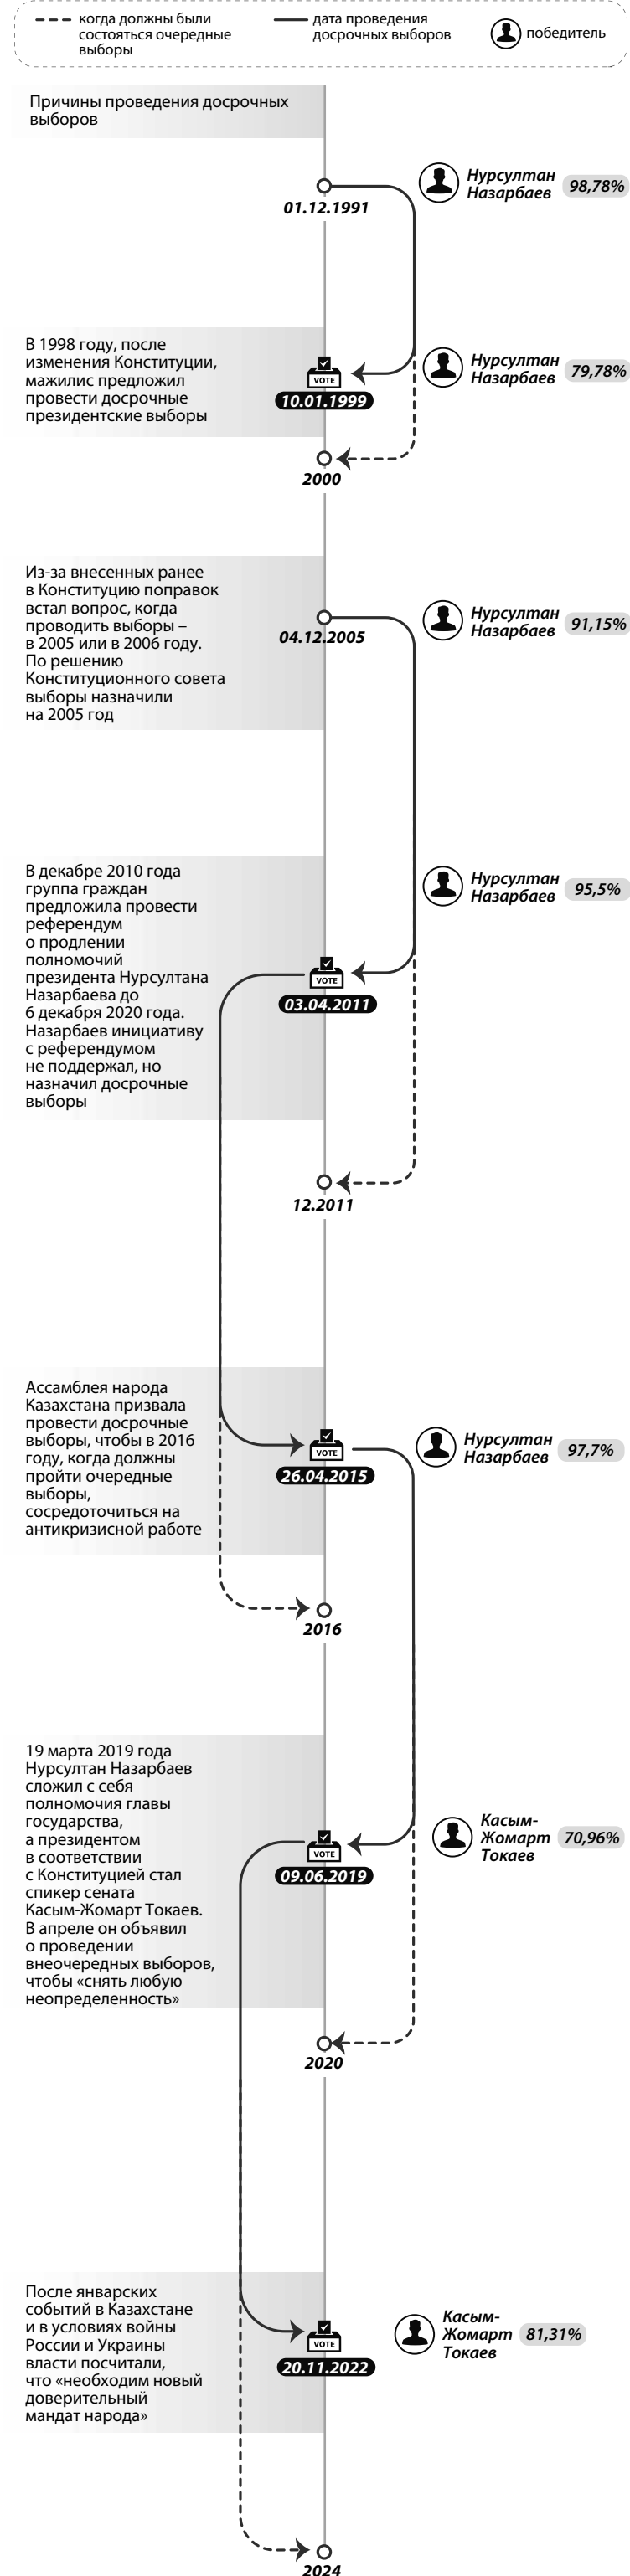 когда должны были
состояться очередные
выборы
дата проведения
досрочных выборов
победитель
Причины проведения досрочных
выборов
01.12.1991
Нурсултан
Назарбаев
98,78%
В 1998 году, после
изменения Конституции,
мажилис предложил
провести досрочные
президентские выборы
VOTE
10.01.1999
Нурсултан
Назарбаев
79,78%
2000
Из-за внесенных ранее
в Конституцию поправок
встал вопрос, когда
проводить выборы –
в 2005 или в 2006 году.
По решению
Конституционного совета
выборы назначили
на 2005 год
04.12.2005
Нурсултан
Назарбаев
91,15%
В декабре 2010 года
группа граждан
предложила провести
референдум
о продлении
полномочий
президента Нурсултана
Назарбаева до
6 декабря 2020 года.
Назарбаев инициативу
с референдумом
не поддержал, но
назначил досрочные
выборы
VOTE
03.04.2011
Нурсултан
Назарбаев
95,5%
12.2011
Ассамблея народа
Казахстана призвала
провести досрочные
выборы, чтобы в 2016
году, когда должны
пройти очередные
выборы,
сосредоточиться на
антикризисной работе
VOTE
26.04.2015
Нурсултан
Назарбаев
97,7%
2016
19 марта 2019 года
Нурсултан Назарбаев
сложил с себя
полномочия главы
государства,
а президентом
в соответствии
с Конституцией стал
спикер сената
Касым-Жомарт Токаев.
В апреле он объявил
о проведении
внеочередных выборов,
чтобы «снять любую
неопределенность»
VOTE
09.06.2019
Касым-
Жомарт
Токаев
70,96%
2020
После январских
событий в Казахстане
и в условиях войны
России и Украины
власти посчитали,
что «необходим новый
доверительный
мандат народа»
VOTE
20.11.2022
Касым-
Жомарт
Токаев
81,31%
2024